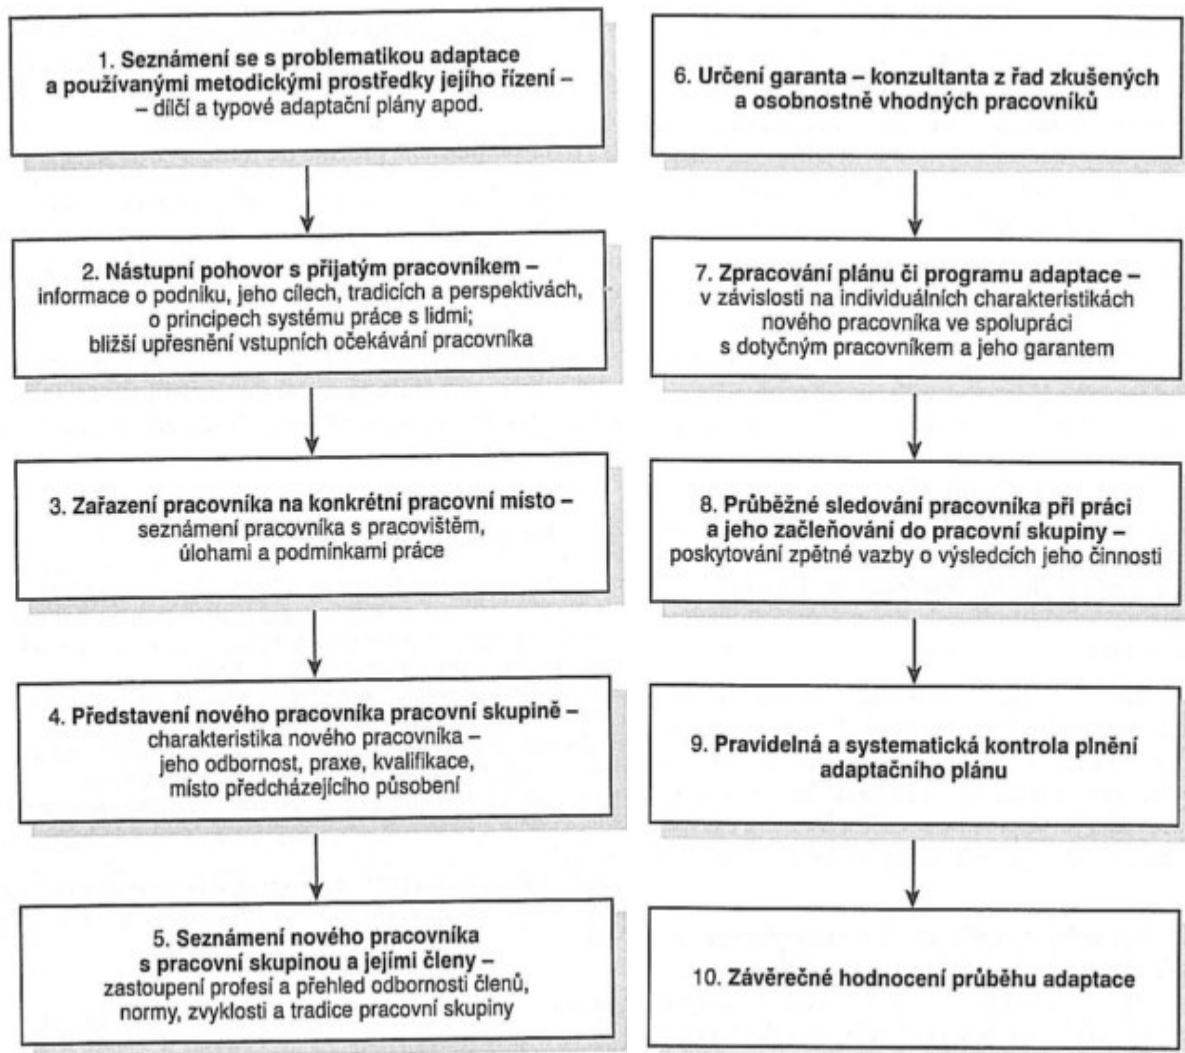 1. Seznámení se s problematikou adaptace
a používanými metodickými prostředky jejího řízení –
– dílčí a typové adaptační plány apod.
2. Nástupní pohovor s přijatým pracovníkem –
informace o podniku, jeho cílech, tradicích a perspektivách,
o principech systému práce s lidmi;
bližší upřesnění vstupních očekávání pracovníka
3. Zařazení pracovníka na konkrétní pracovní místo –
seznámení pracovníka s pracovištěm,
úlohami a podmínkami práce
4. Představení nového pracovníka pracovní skupině –
charakteristika nového pracovníka –
jeho odbornost, praxe, kvalifikace,
místo předcházejícího působení
5. Seznámení nového pracovníka
s pracovní skupinou a jejími členy –
zastoupení profesí a přehled odbornosti členů,
normy, zvyklosti a tradice pracovní skupiny
6. Určení garanta – konzultanta z řad zkušených
a osobnostně vhodných pracovníků
7. Zpracování plánu či programu adaptace –
v závislosti na individuálních charakteristikách
nového pracovníka ve spolupráci
s dotyčným pracovníkem a jeho garantem
8. Průběžné sledování pracovníka při práci
a jeho začleňování do pracovní skupiny –
poskytování zpětné vazby o výsledcích jeho činnosti
9. Pravidelná a systematická kontrola plnění
adaptačního plánu
10. Závěrečné hodnocení průběhu adaptace